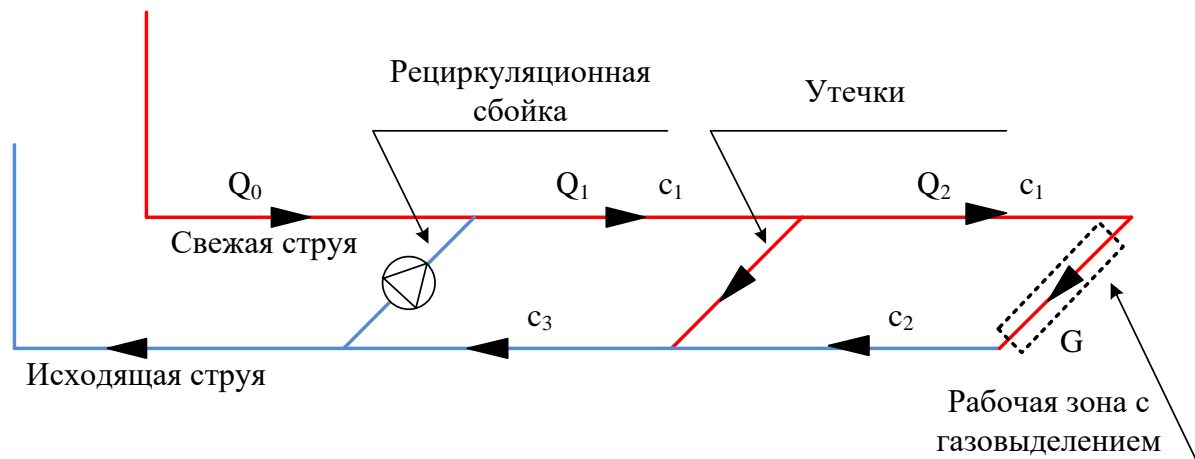 Рециркуляционная
сбойка
Утечки
Q₀
Q₁ c₁
Q₂ c₁
Свежая струя
c₃
c₂
G
Исходящая струя
Рабочая зона с
газовыделением